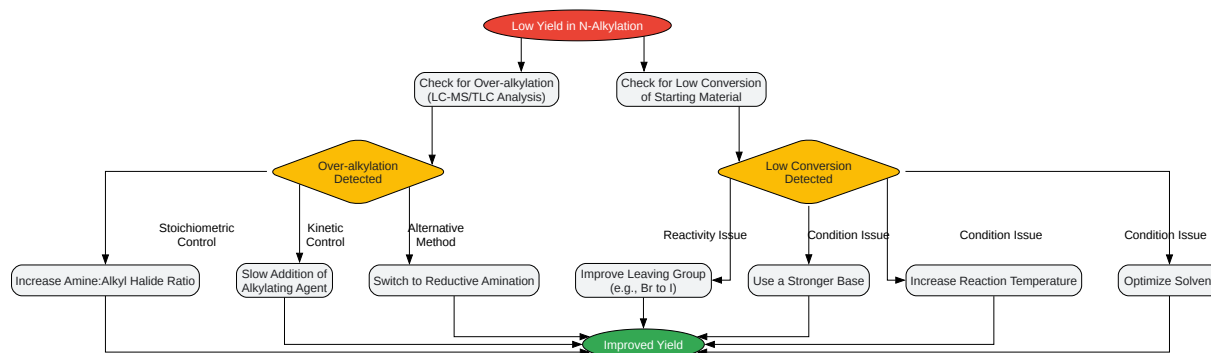 Low Yield in N-Alkylation
Check for Over-alkylation
(LC-MS/TLC Analysis)
Check for Low Conversion
of Starting Material
Over-alkylation
Detected
Low Conversion
Detected
Stoichiometric
Control
Kinetic
Control
Alternative
Method
Reactivity Issue
Condition Issue
Condition Issue
Condition Issue
Increase Amine:Alkyl Halide Ratio
Slow Addition of
Alkylating Agent
Switch to Reductive Amination
Improve Leaving Group
(e.g., Br to I)
Use a Stronger Base
Increase Reaction Temperature
Optimize Solven
Improved Yield